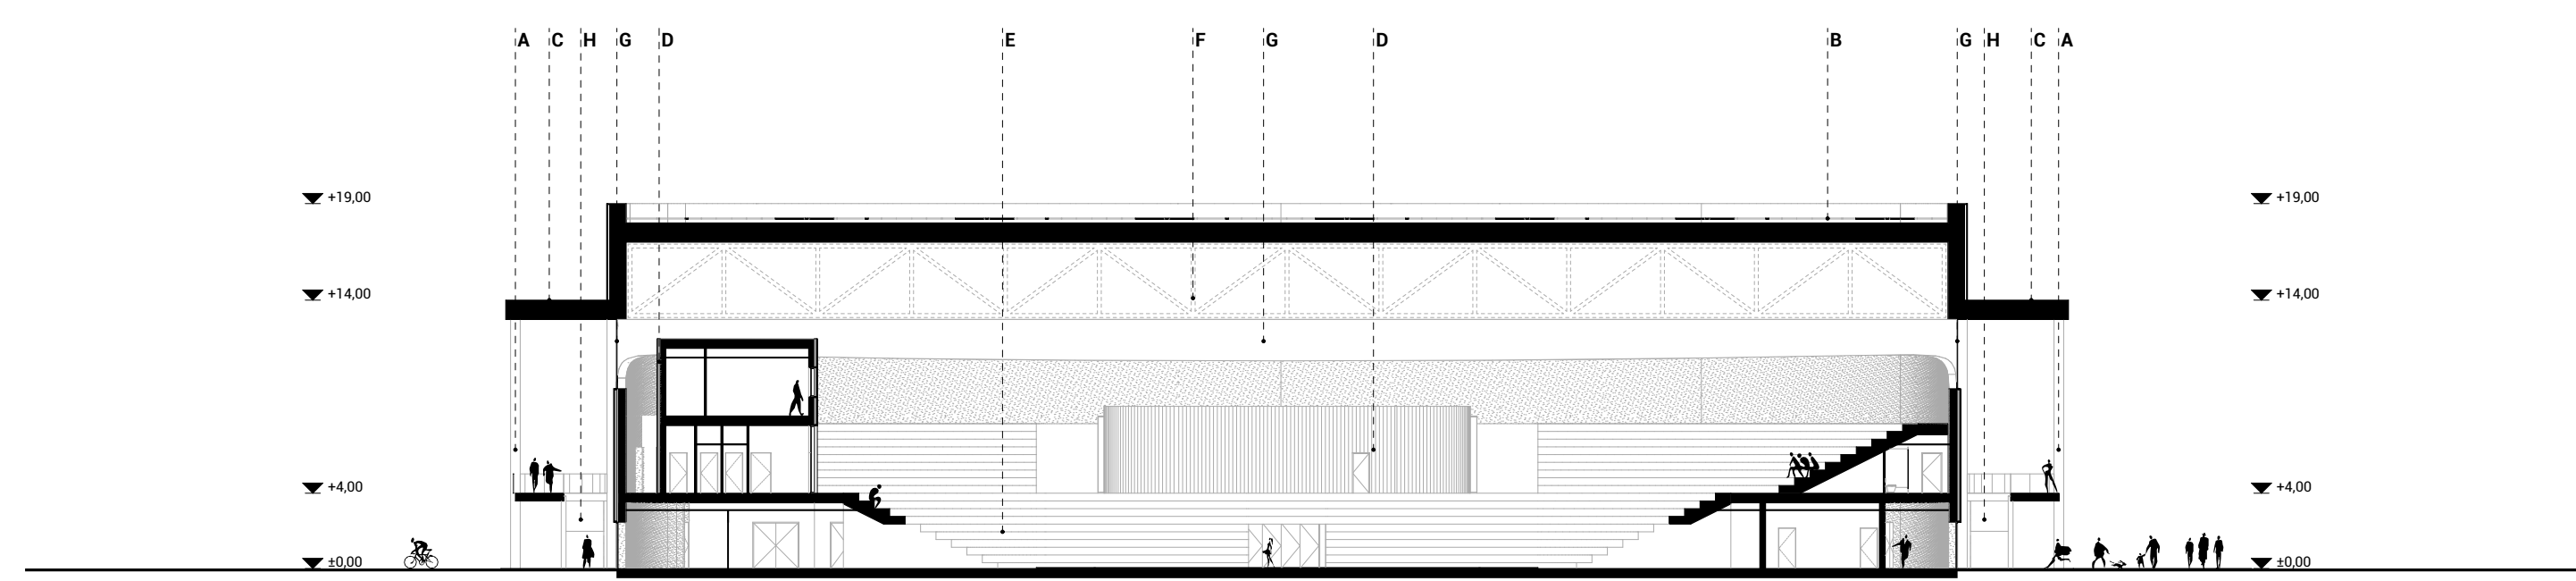 A C H G D E F G D B G H C A
+19,00 +19,00
+14,00 +14,00
+4,00 +4,00
±0,00 ±0,00